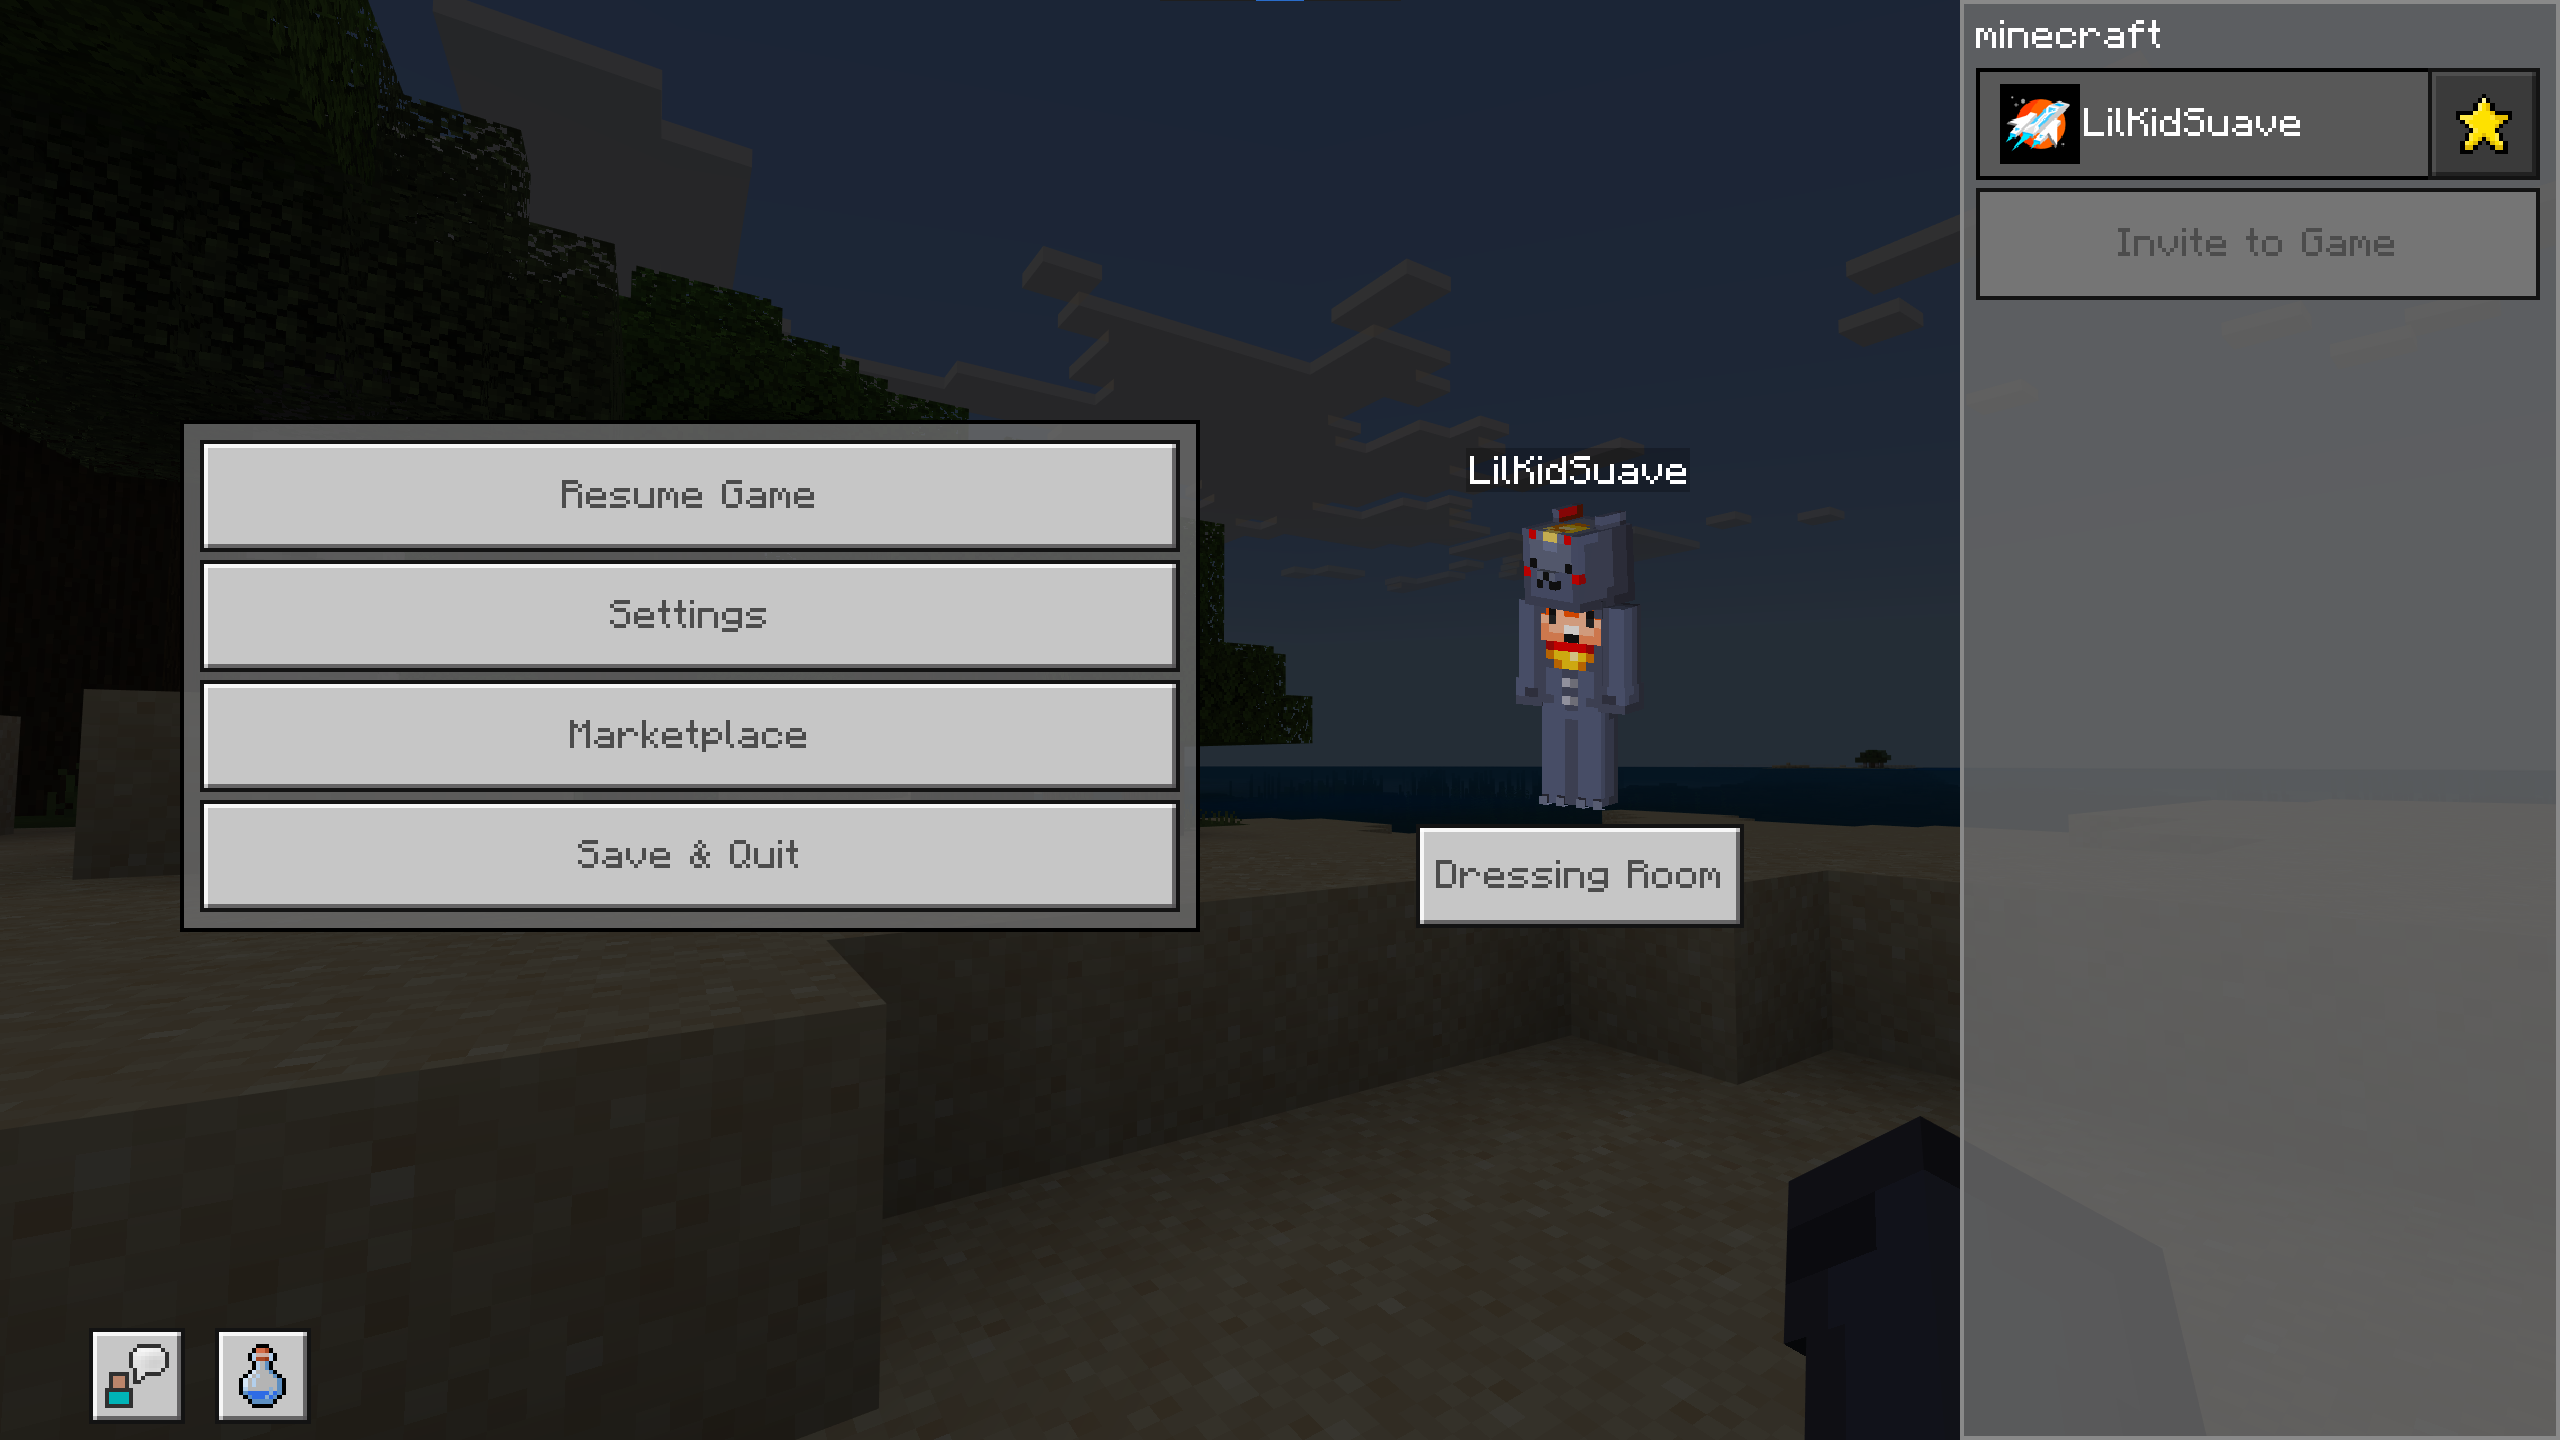 minecraft
LilKidSuave
Invite to Game
Resume Game
Settings
Marketplace
Save & Quit
LilKidSuave
Dressing Room